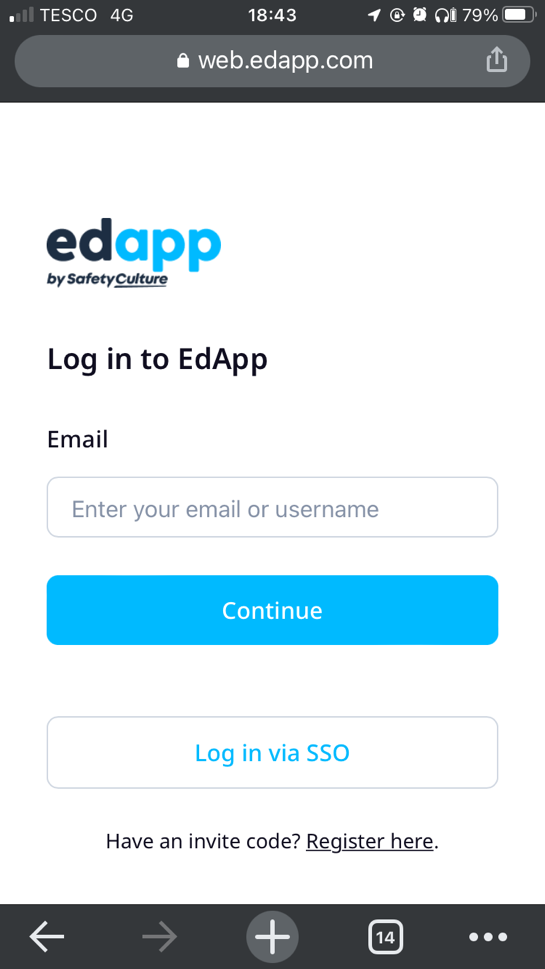 TESCO 4G 18:43 79%
web.edapp.com
edapp
by SafetyCulture
Log in to EdApp
Email
Enter your email or username
Continue
Log in via SSO
Have an invite code? Register here.
14